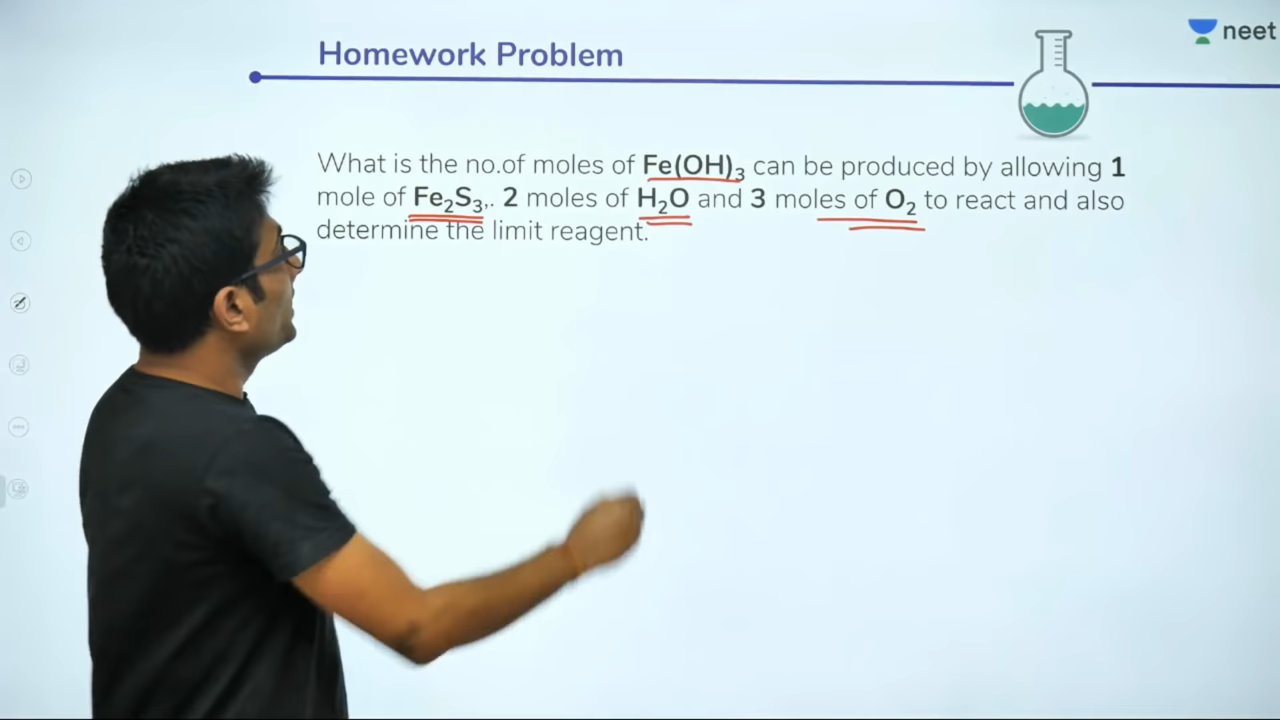 Homework Problem
neet
What is the no.of moles of Fe(OH)₃ can be produced by allowing 1
mole of Fe₂S₃,. 2 moles of H₂O and 3 moles of O₂ to react and also
determine the limit reagent.